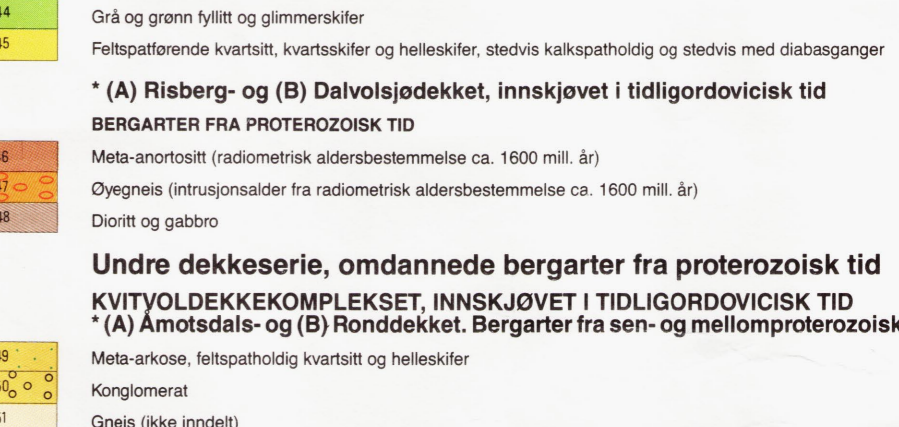 44 Grå og grønn fyllitt og glimmerskifer
45 Feltspatførende kvartsitt, kvartsskifer og helleskifer, stedvis kalkspatholdig og stedvis med diabasganger
* (A) Risberg- og (B) Dalvolsjødekket, innskjøvet i tidligordovicisk tid
BERGARTER FRA PROTEROZOISK TID
46 Meta-anortositt (radiometrisk aldersbestemmelse ca. 1600 mill. år)
47 Øyegneis (intrusjonsalder fra radiometrisk aldersbestemmelse ca. 1600 mill. år)
48 Dioritt og gabbro
Undre dekkeserie, omdannede bergarter fra proterozoisk tid
KVITVOLDEKKEKOMPLEKSET, INNSKJØVET I TIDLIGORDOVICISK TID
* (A) Åmotsdals- og (B) Ronddekket. Bergarter fra sen- og mellomproterozoisk
49 Meta-arkose, feltspatholdig kvartsitt og helleskifer
50 Konglomerat
51 Gneis (ikke inndelt)